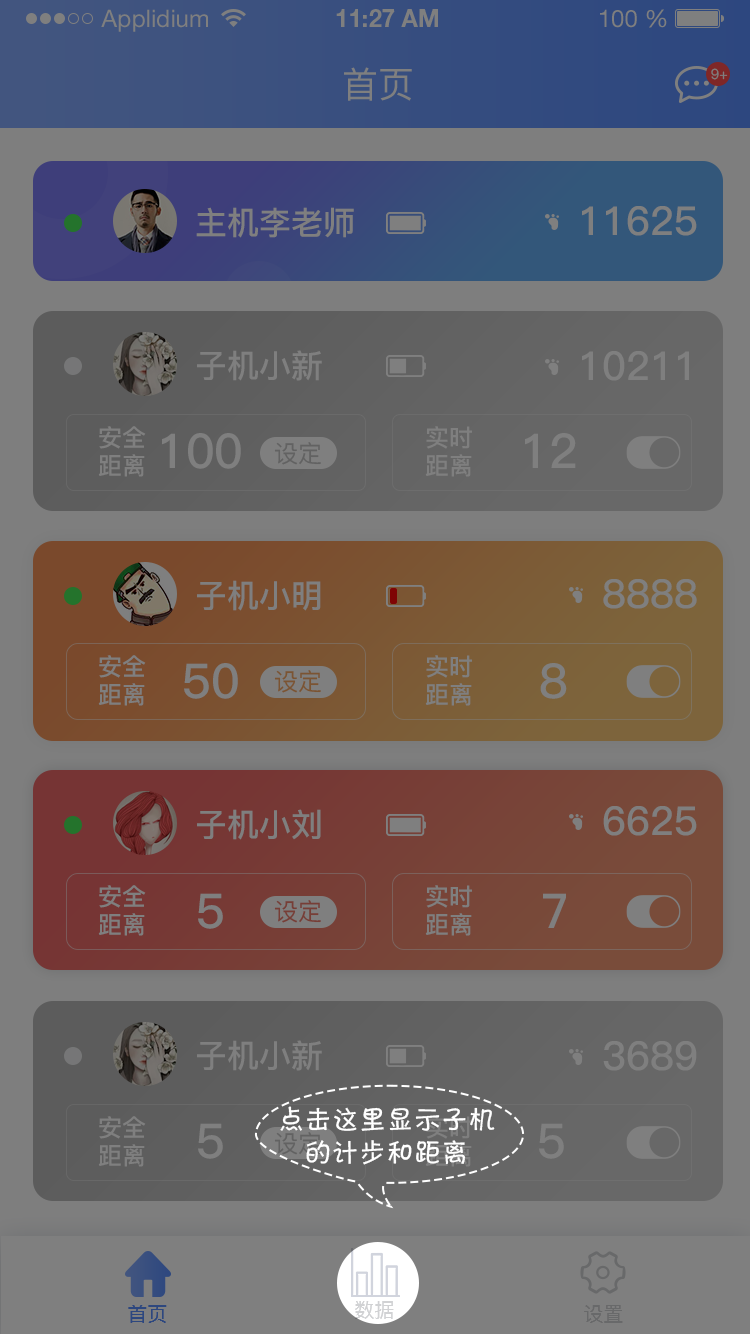 Applidium 11:27 AM 100 %
首页 9+
主机李老师 11625
子机小新 10211
安全距离 100 设定 实时距离 12
子机小明 8888
安全距离 50 设定 实时距离 8
子机小刘 6625
安全距离 5 设定 实时距离 7
子机小新 3689
安全距离 5 设定 实时距离 5
点击这里显示子机
的计步和距离
首页 数据 设置